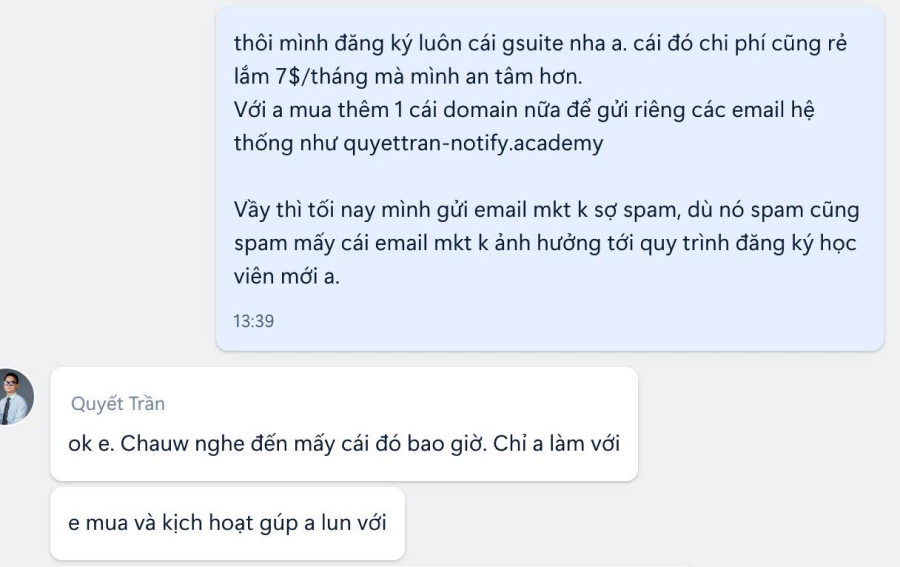 thôi mình đăng ký luôn cái gsuite nha a. cái đó chi phí cũng rẻ
lắm 7$/tháng mà mình an tâm hơn.
Với a mua thêm 1 cái domain nữa để gửi riêng các email hệ
thống như quyettran-notify.academy
Vầy thì tối nay mình gửi email mkt k sợ spam, dù nó spam cũng
spam mấy cái email mkt k ảnh hưởng tới quy trình đăng ký học
viên mới a.
13:39
Quyết Trần
ok e. Chauw nghe đến mấy cái đó bao giờ. Chỉ a làm với
e mua và kịch hoạt gúp a lun với